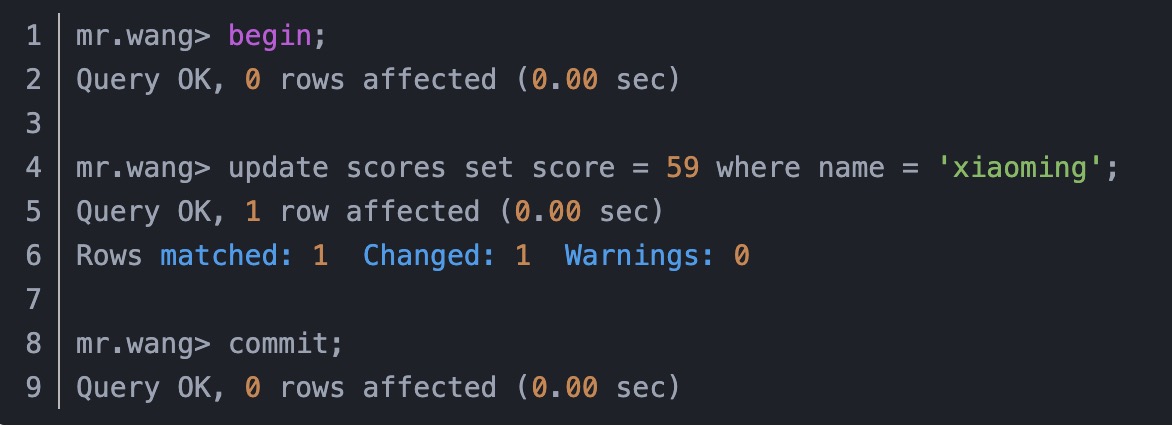 1 mr.wang> begin;
2 Query OK, 0 rows affected (0.00 sec)
3
4 mr.wang> update scores set score = 59 where name = 'xiaoming';
5 Query OK, 1 row affected (0.00 sec)
6 Rows matched: 1  Changed: 1  Warnings: 0
7
8 mr.wang> commit;
9 Query OK, 0 rows affected (0.00 sec)